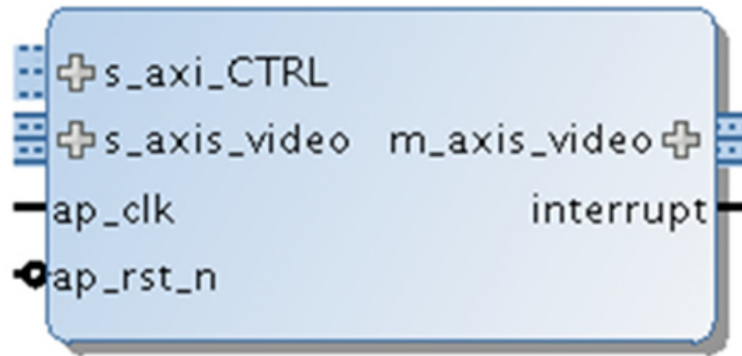 s_axi_CTRL
s_axis_video m_axis_video
ap_clk interrupt
ap_rst_n